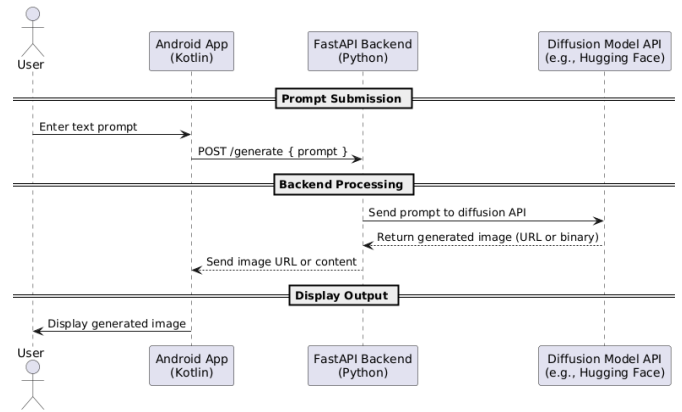 User
Android App
(Kotlin)
FastAPI Backend
(Python)
Diffusion Model API
(e.g., Hugging Face)
Prompt Submission
Enter text prompt
POST /generate { prompt }
Backend Processing
Send prompt to diffusion API
Return generated image (URL or binary)
Send image URL or content
Display Output
Display generated image
User
Android App
(Kotlin)
FastAPI Backend
(Python)
Diffusion Model API
(e.g., Hugging Face)